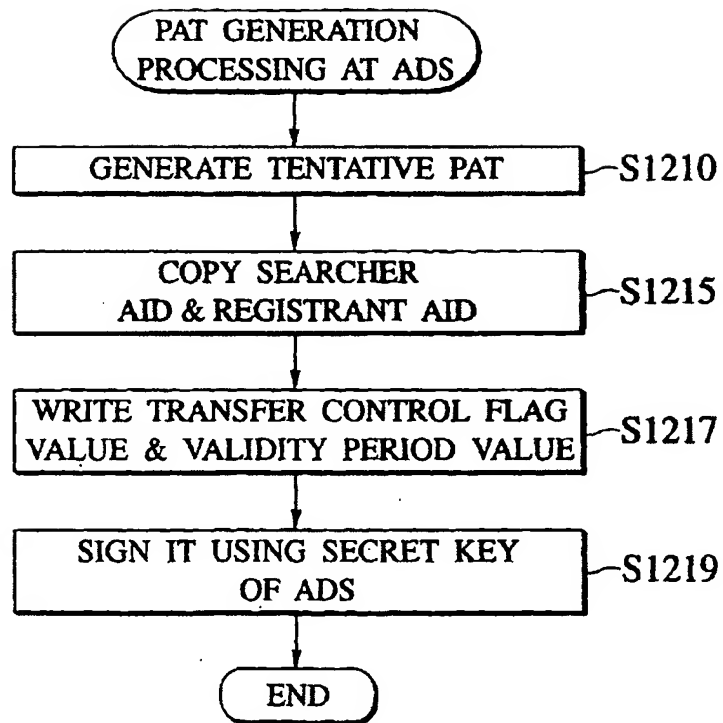 PAT GENERATION
PROCESSING AT ADS
GENERATE TENTATIVE PAT
S1210
COPY SEARCHER
AID & REGISTRANT AID
S1215
WRITE TRANSFER CONTROL FLAG
VALUE & VALIDITY PERIOD VALUE
S1217
SIGN IT USING SECRET KEY
OF ADS
S1219
END